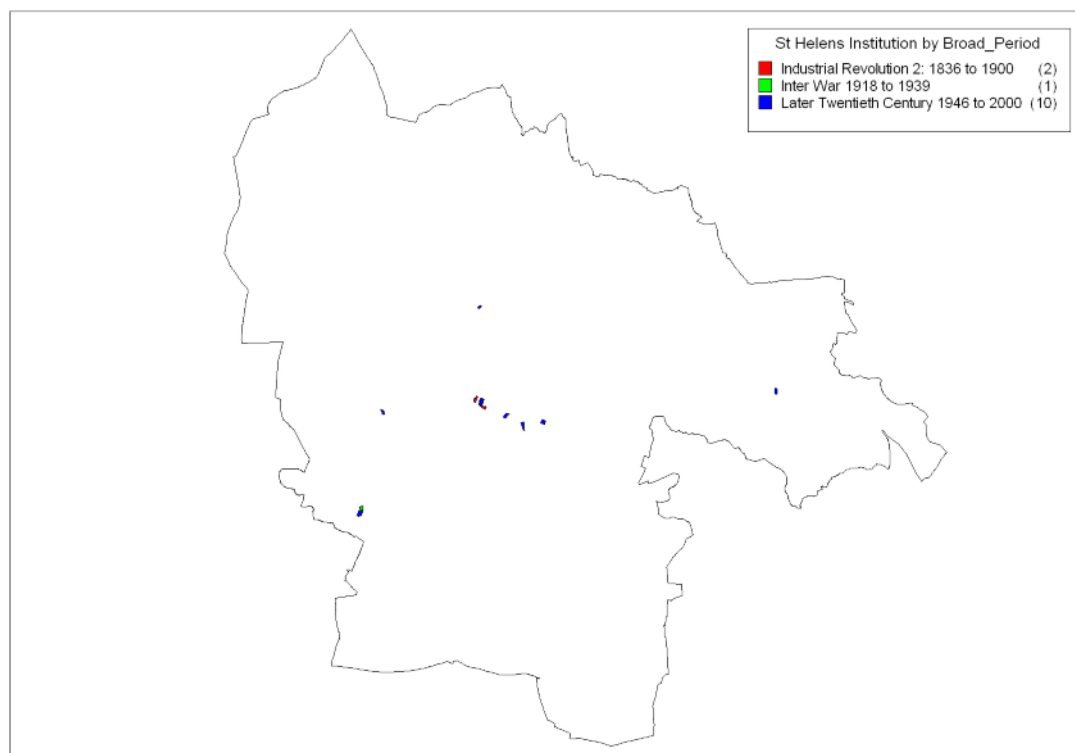 St Helens Institution by Broad_Period
Industrial Revolution 2: 1836 to 1900 (2)
Inter War 1918 to 1939 (1)
Later Twentieth Century 1946 to 2000 (10)